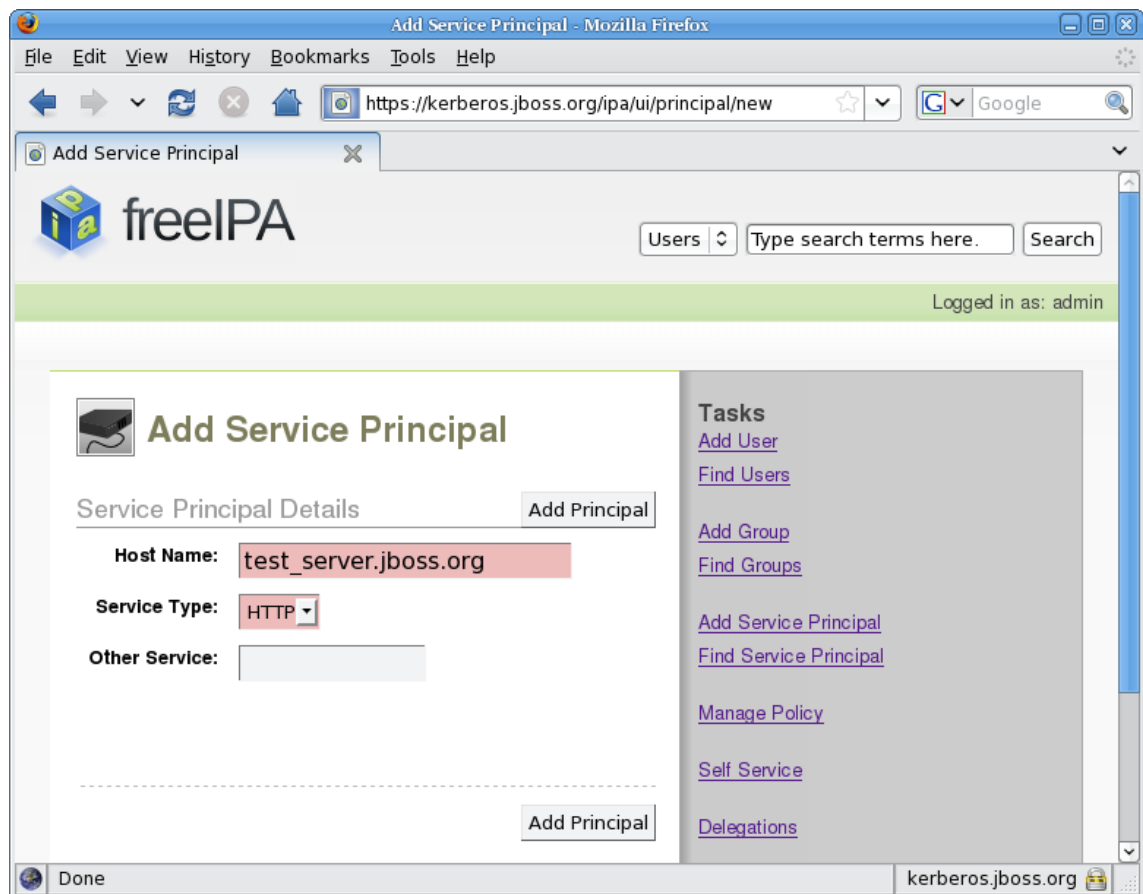 Add Service Principal - Mozilla Firefox
File Edit View History Bookmarks Tools Help
https://kerberos.jboss.org/ipa/ui/principal/new
G Google
Add Service Principal
ipa freeIPA
Users Type search terms here. Search
Logged in as: admin
Add Service Principal
Service Principal Details Add Principal
Host Name: test_server.jboss.org
Service Type: HTTP
Other Service:
Add Principal
Tasks
Add User
Find Users
Add Group
Find Groups
Add Service Principal
Find Service Principal
Manage Policy
Self Service
Delegations
Done kerberos.jboss.org